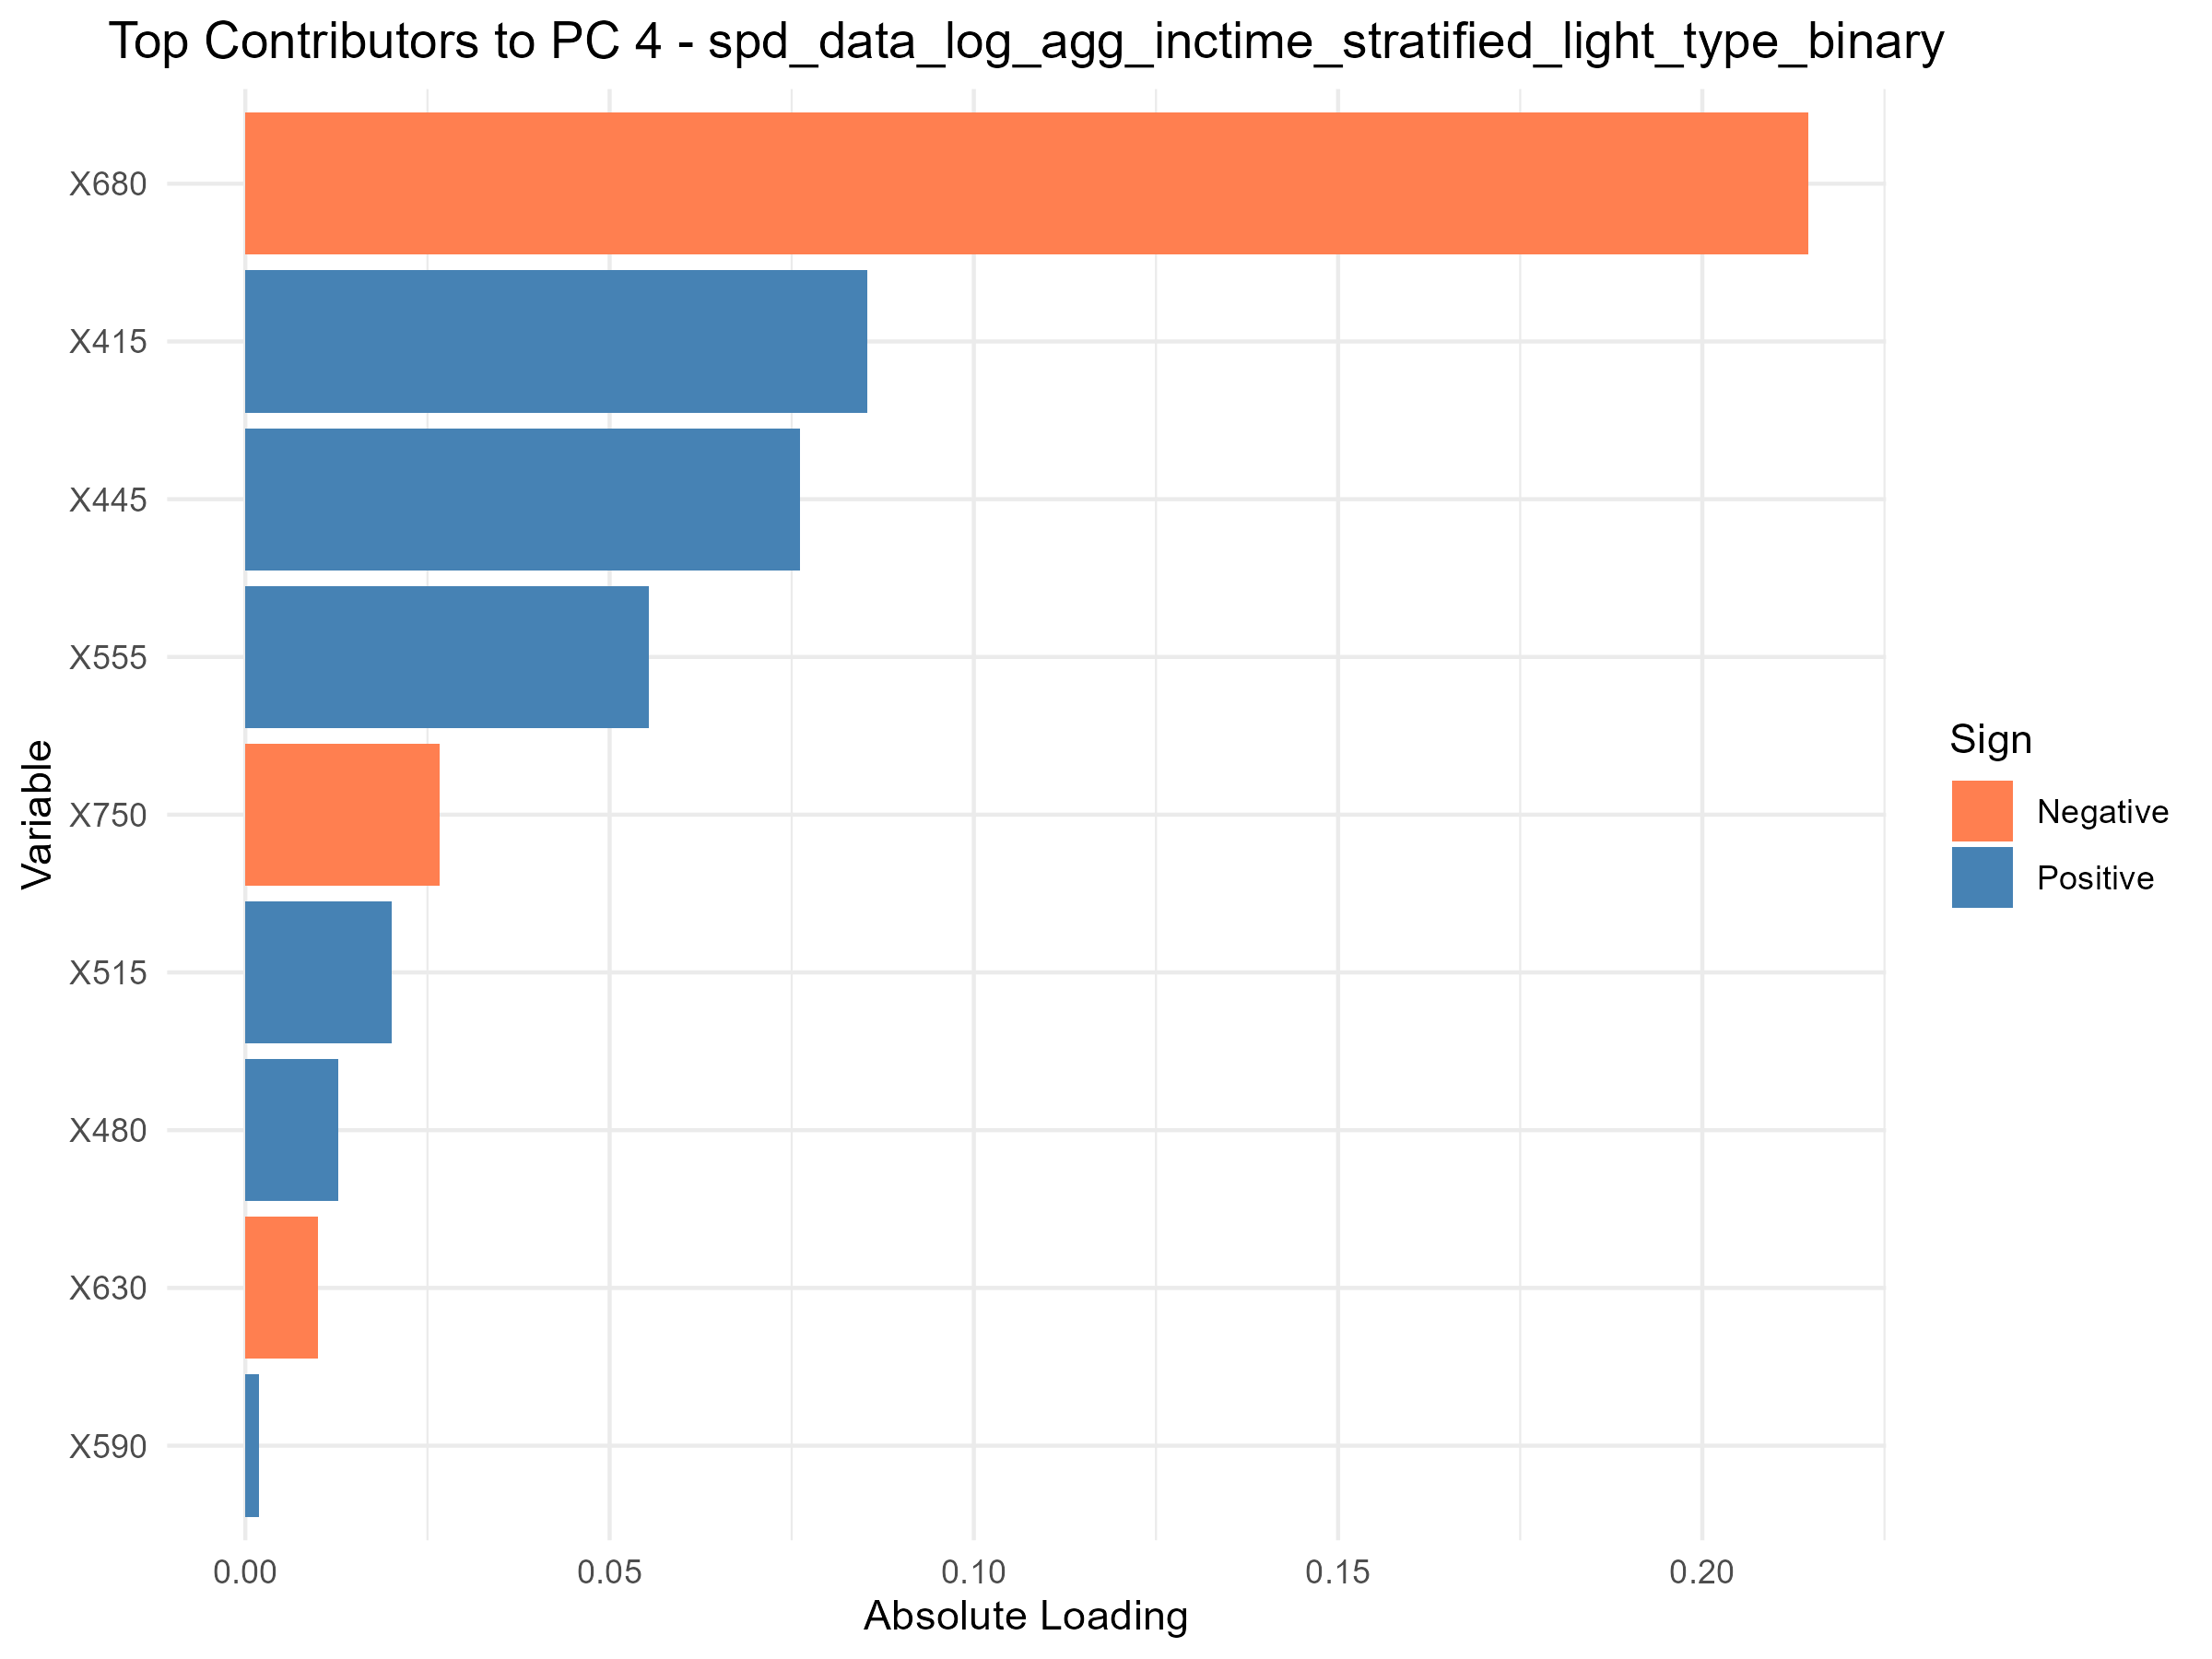 Top Contributors to PC 4 - spd_data_log_agg_inctime_stratified_light_type_binary
X680
X415
X445
X555
X750
X515
X480
X630
X590
Variable
0.00 0.05 0.10 0.15 0.20
Absolute Loading
Sign
Negative
Positive